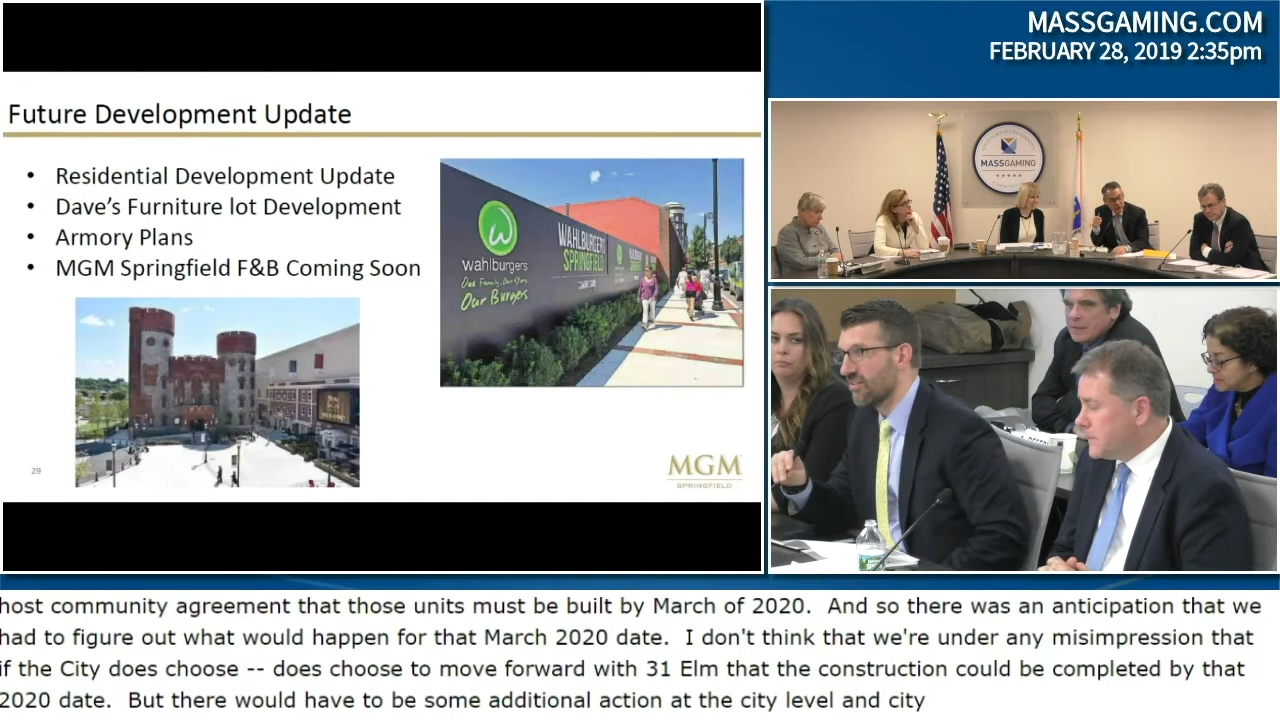 MASSGAMING.COM
FEBRUARY 28, 2019 2:35pm
Future Development Update
• Residential Development Update
• Dave's Furniture lot Development
• Armory Plans
• MGM Springfield F&B Coming Soon
wahlburgers
Our Family, Our Story,
Our Burgers
WAHLBURGERS
SPRINGFIELD
29
MGM
SPRINGFIELD
MASSGAMING
host community agreement that those units must be built by March of 2020. And so there was an anticipation that we
had to figure out what would happen for that March 2020 date. I don't think that we're under any misimpression that
if the City does choose -- does choose to move forward with 31 Elm that the construction could be completed by that
2020 date. But there would have to be some additional action at the city level and city